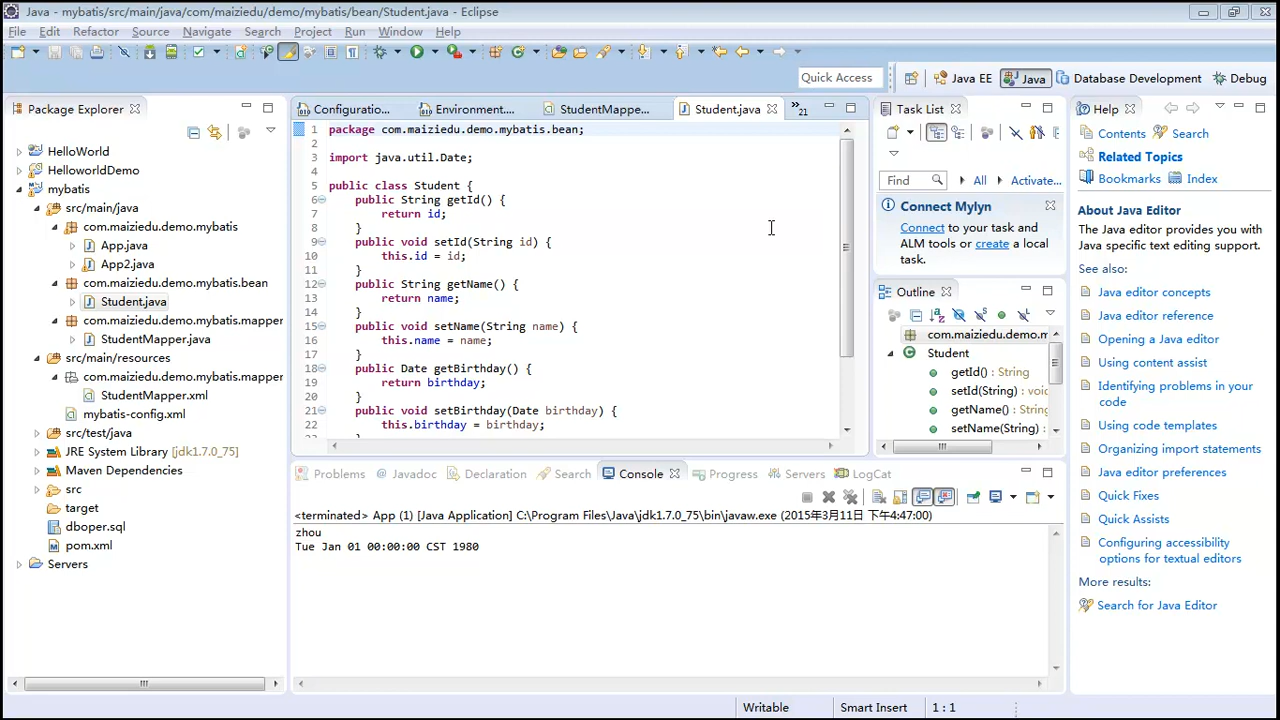 Java - mybatis/src/main/java/com/maiziedu/demo/mybatis/bean/Student.java - Eclipse
File Edit Refactor Source Navigate Search Project Run Window Help
Quick Access
Java EE
Java
Database Development
Debug
Package Explorer
HelloWorld
HelloworldDemo
mybatis
src/main/java
com.maiziedu.demo.mybatis
App.java
App2.java
com.maiziedu.demo.mybatis.bean
Student.java
com.maiziedu.demo.mybatis.mapper
StudentMapper.java
src/main/resources
com.maiziedu.demo.mybatis.mapper
StudentMapper.xml
mybatis-config.xml
src/test/java
JRE System Library [jdk1.7.0_75]
Maven Dependencies
src
target
dboper.sql
pom.xml
Servers
Configuratio... Environment.... StudentMappe... Student.java »21
1 package com.maiziedu.demo.mybatis.bean;
2
3 import java.util.Date;
4
5 public class Student {
6 public String getId() {
7 return id;
8 }
9 public void setId(String id) {
10 this.id = id;
11 }
12 public String getName() {
13 return name;
14 }
15 public void setName(String name) {
16 this.name = name;
17 }
18 public Date getBirthday() {
19 return birthday;
20 }
21 public void setBirthday(Date birthday) {
22 this.birthday = birthday;
Task List
Find All Activate...
Connect Mylyn
Connect to your task and
ALM tools or create a local
task.
Outline
com.maiziedu.demo.m
Student
getId() : String
setId(String) : void
getName() : String
setName(String) :
Help
Contents Search
Related Topics
Bookmarks Index
About Java Editor
The Java editor provides you with
Java specific text editing support.
See also:
Java editor concepts
Java editor reference
Opening a Java editor
Using content assist
Identifying problems in your
code
Using code templates
Organizing import statements
Java editor preferences
Quick Fixes
Quick Assists
Configuring accessibility
options for textual editors
More results:
Search for Java Editor
Problems Javadoc Declaration Search Console Progress Servers LogCat
<terminated> App (1) [Java Application] C:\Program Files\Java\jdk1.7.0_75\bin\javaw.exe (2015年3月11日 下午4:47:00)
zhou
Tue Jan 01 00:00:00 CST 1980
Writable Smart Insert 1 : 1